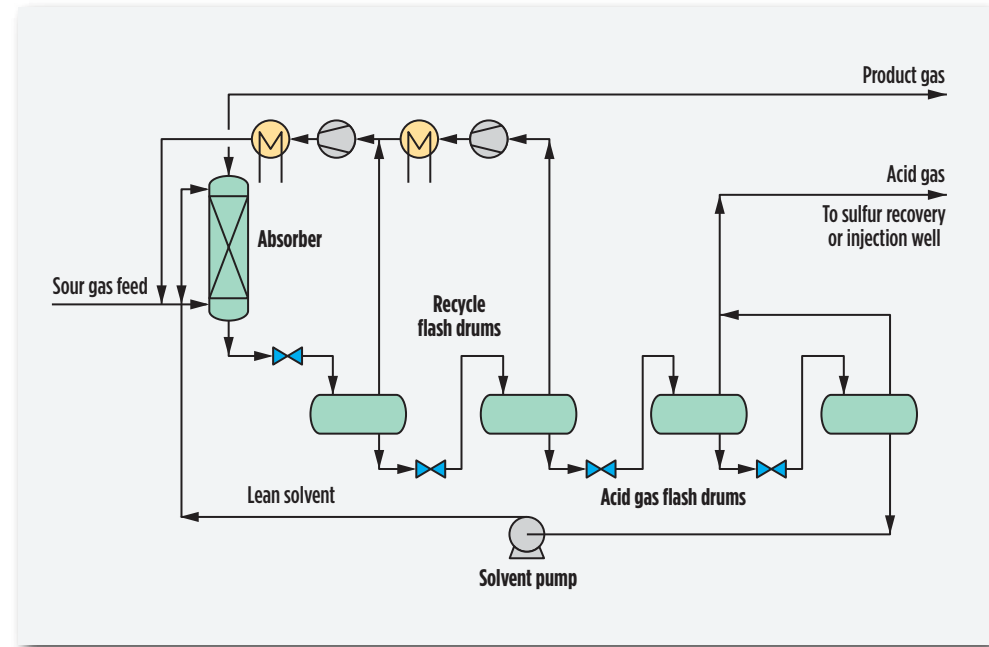 Product gas
Acid gas
To sulfur recovery
or injection well
Absorber
Sour gas feed
Recycle
flash drums
Lean solvent
Acid gas flash drums
Solvent pump